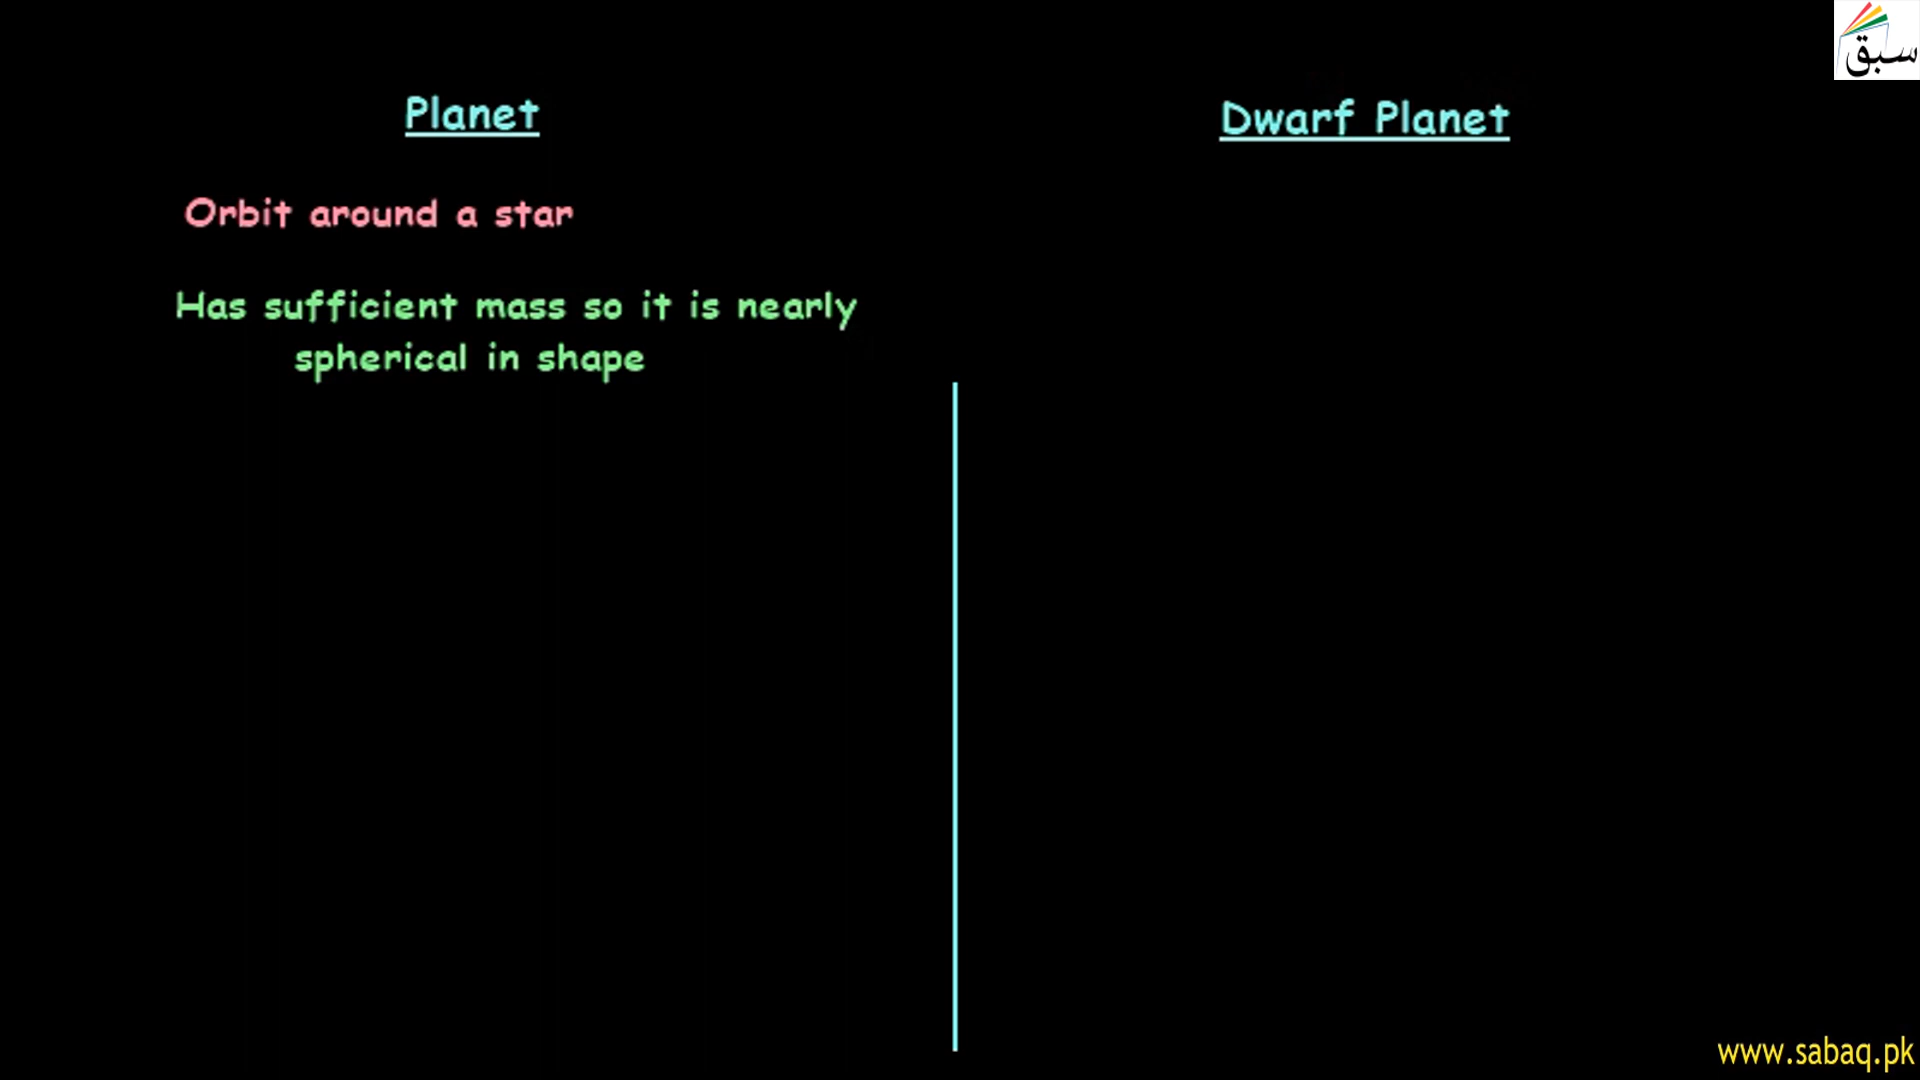 سبق
Planet
Dwarf Planet
Orbit around a star
Has sufficient mass so it is nearly
spherical in shape
www.sabaq.pk